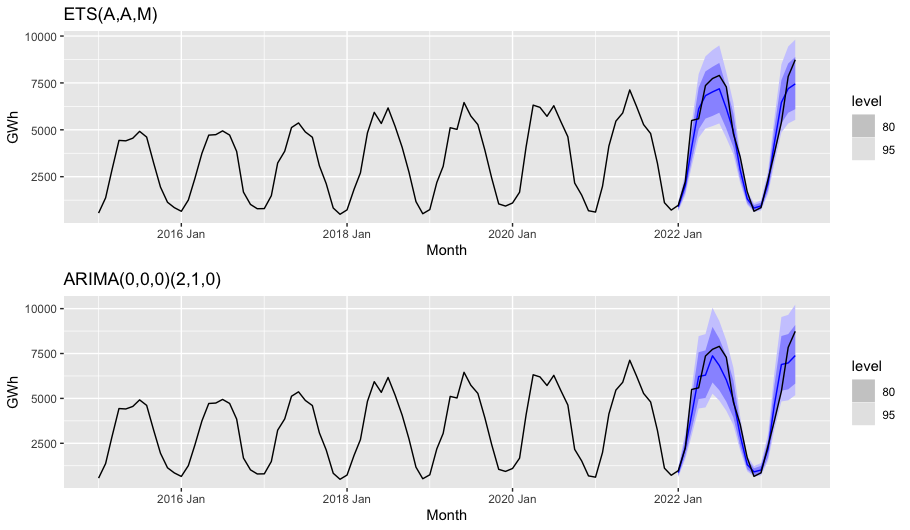 ETS(A,A,M)
10000
7500
5000
2500
GWh
2016 Jan
2018 Jan
2020 Jan
2022 Jan
Month
level
80
95
ARIMA(0,0,0)(2,1,0)
10000
7500
5000
2500
GWh
2016 Jan
2018 Jan
2020 Jan
2022 Jan
Month
level
80
95